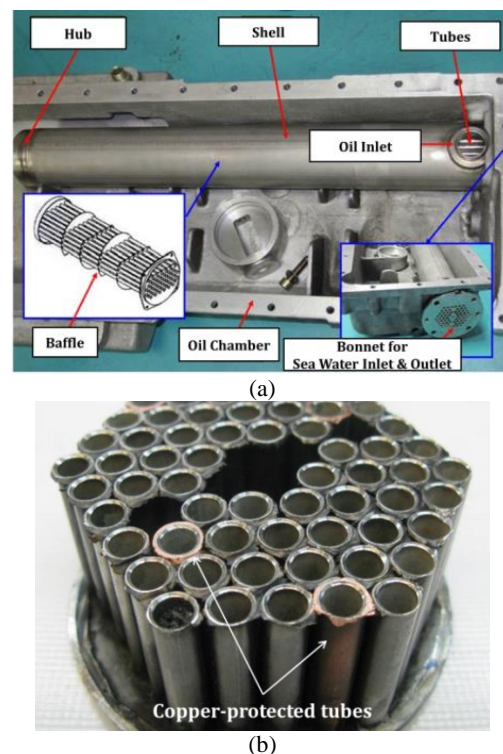 Hub
Shell
Tubes
Oil Inlet
Baffle
Oil Chamber
Bonnet for
Sea Water Inlet & Outlet
(a)
Copper-protected tubes
(b)